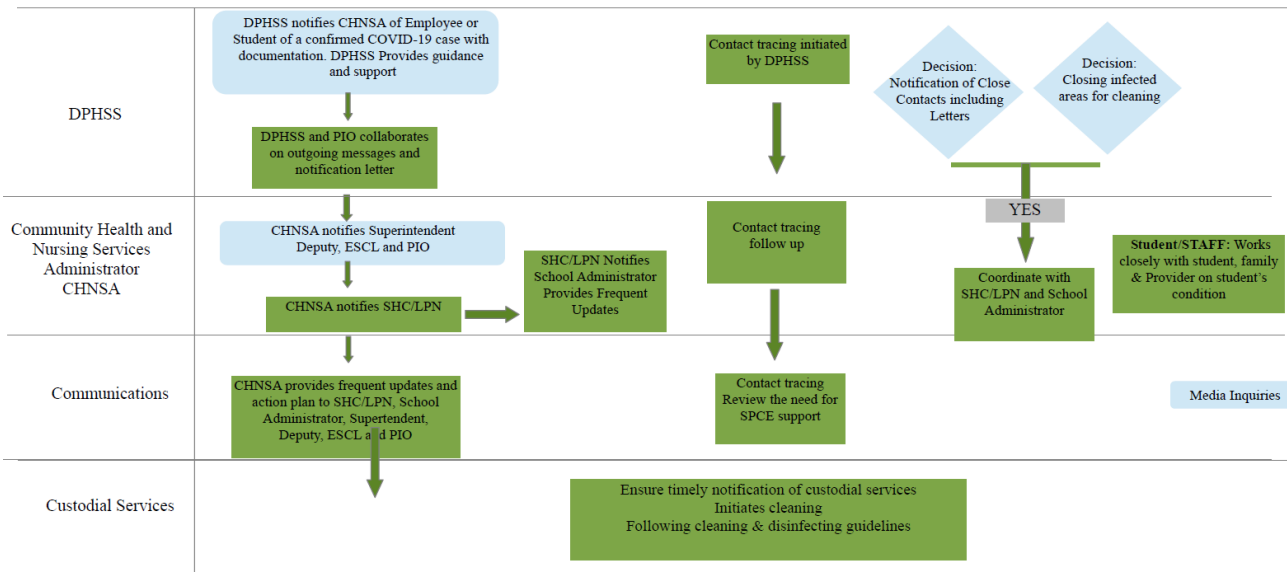 DPHSS
DPHSS notifies CHNSA of Employee or
Student of a confirmed COVID-19 case with
documentation. DPHSS Provides guidance
and support
DPHSS and PIO collaborates
on outgoing messages and
notification letter
Contact tracing initiated
by DPHSS
Decision:
Notification of Close
Contacts including
Letters
Decision:
Closing infected
areas for cleaning
YES
Community Health and
Nursing Services
Administrator
CHNSA
CHNSA notifies Superintendent
Deputy, ESCL and PIO
CHNSA notifies SHC/LPN
SHC/LPN Notifies
School Administrator
Provides Frequent
Updates
Contact tracing
follow up
Coordinate with
SHC/LPN and School
Administrator
Student/STAFF: Works
closely with student, family
& Provider on student's
condition
Communications
CHNSA provides frequent updates and
action plan to SHC/LPN, School
Administrator, Supertendent,
Deputy, ESCL and PIO
Contact tracing
Review the need for
SPCE support
Media Inquiries
Custodial Services
Ensure timely notification of custodial services
Initiates cleaning
Following cleaning & disinfecting guidelines